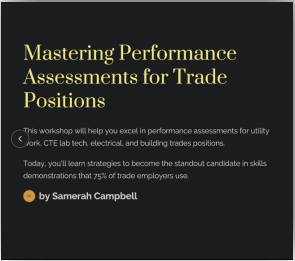 Mastering Performance
Assessments for Trade
Positions
This workshop will help you excel in performance assessments for utility
work, CTE lab tech, electrical, and building trades positions.
Today, you'll learn strategies to become the standout candidate in skills
demonstrations that 75% of trade employers use.
by Samerah Campbell